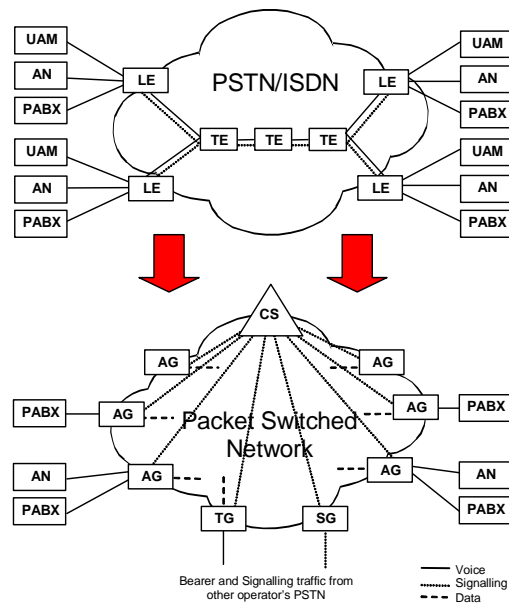 UAM
AN
PABX
LE
PSTN/ISDN
LE
UAM
AN
PABX
TE
TE
TE
UAM
AN
PABX
LE
LE
UAM
AN
PABX
CS
AG
AG
PABX
AG
AG
PABX
Packet Switched
Network
AN
PABX
AG
AG
AN
PABX
TG
SG
Bearer and Signalling traffic from
other operator's PSTN
Voice
Signalling
Data